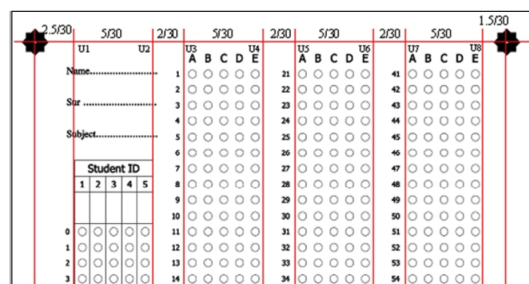 2.5/30 5/30 2/30 5/30 2/30 5/30 2/30 5/30 1.5/30
U1 U2 U3 U4 U5 U6 U7 U8
A B C D E A B C D E A B C D E
Name 1 21 41
2 22 42
Sur 3 23 43
4 24 44
Subject 5 25 45
6 26 46
Student ID 7 27 47
1 2 3 4 5 8 28 48
9 29 49
10 30 50
0 11 31 51
1 12 32 52
2 13 33 53
3 14 34 54